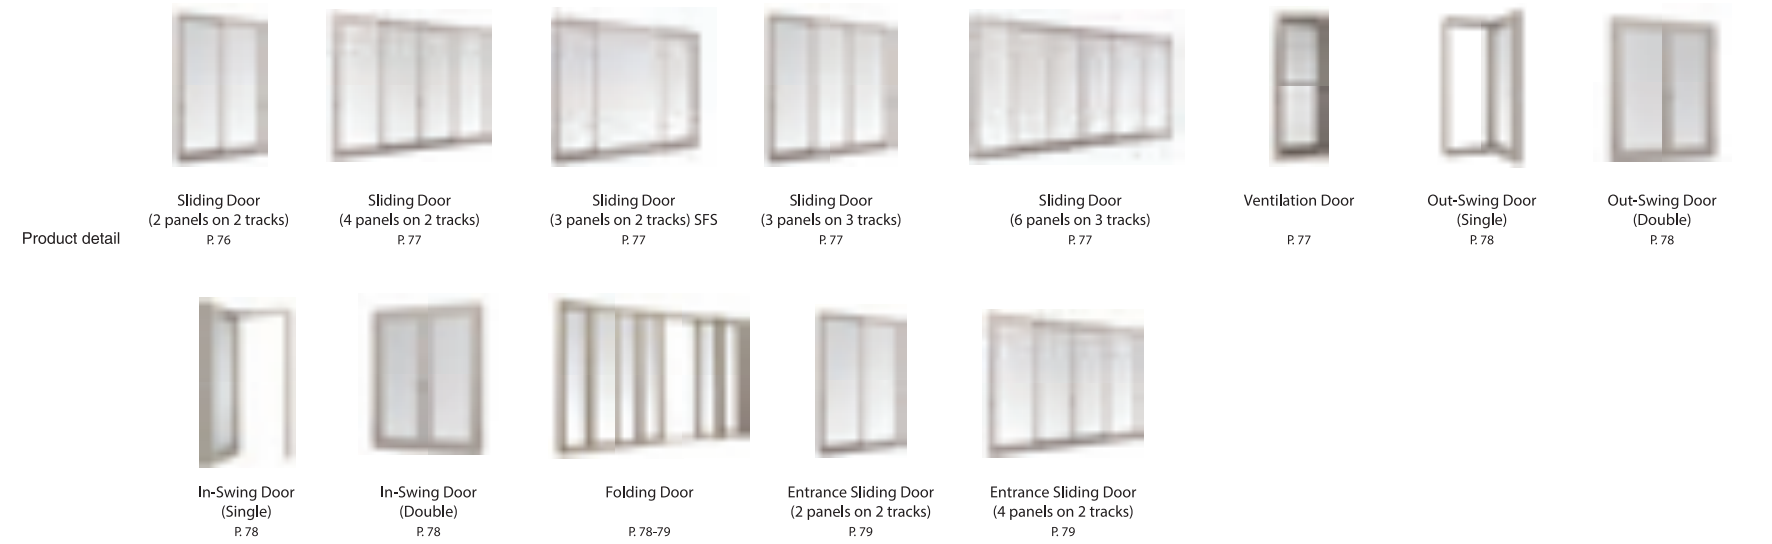 Product detail
Sliding Door
(2 panels on 2 tracks)
P. 76
Sliding Door
(4 panels on 2 tracks)
P. 77
Sliding Door
(3 panels on 2 tracks) SFS
P. 77
Sliding Door
(3 panels on 3 tracks)
P. 77
Sliding Door
(6 panels on 3 tracks)
P. 77
Ventilation Door
P. 77
Out-Swing Door
(Single)
P. 78
Out-Swing Door
(Double)
P. 78
In-Swing Door
(Single)
P. 78
In-Swing Door
(Double)
P. 78
Folding Door
P. 78-79
Entrance Sliding Door
(2 panels on 2 tracks)
P. 79
Entrance Sliding Door
(4 panels on 2 tracks)
P. 79